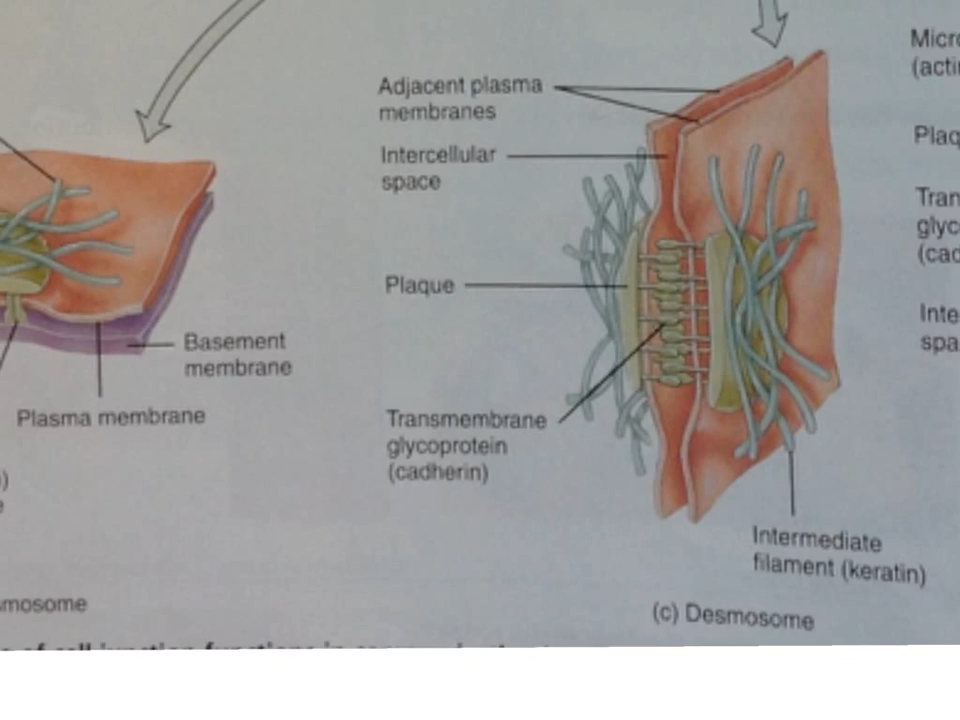 Adjacent plasma
membranes
Intercellular
space
Plaque
Transmembrane
glycoprotein
(cadherin)
Intermediate
filament (keratin)
(c) Desmosome
Basement
membrane
Plasma membrane